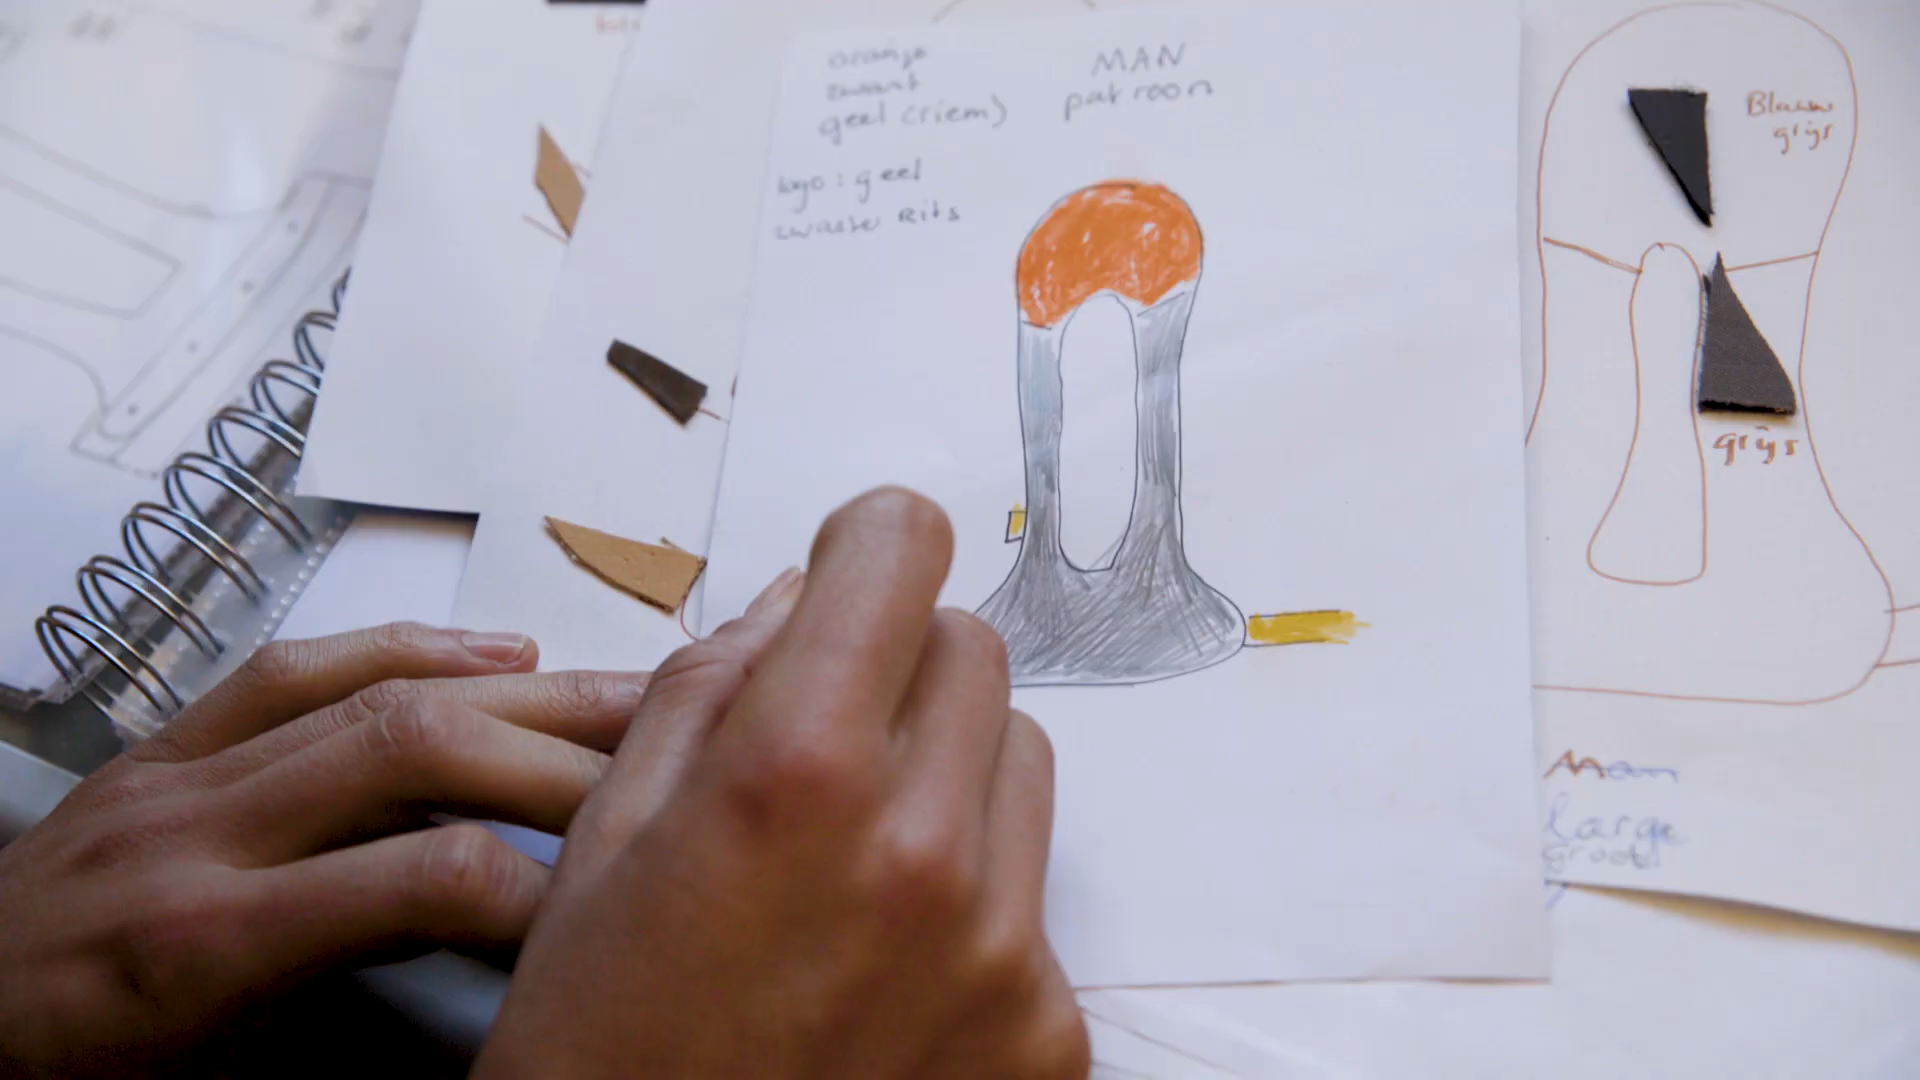 oranje
zwart
geel (riem)
logo: geel
zwarte Rits
MAN
patroon
Blauw
grijs
grijs
Man
large
groot